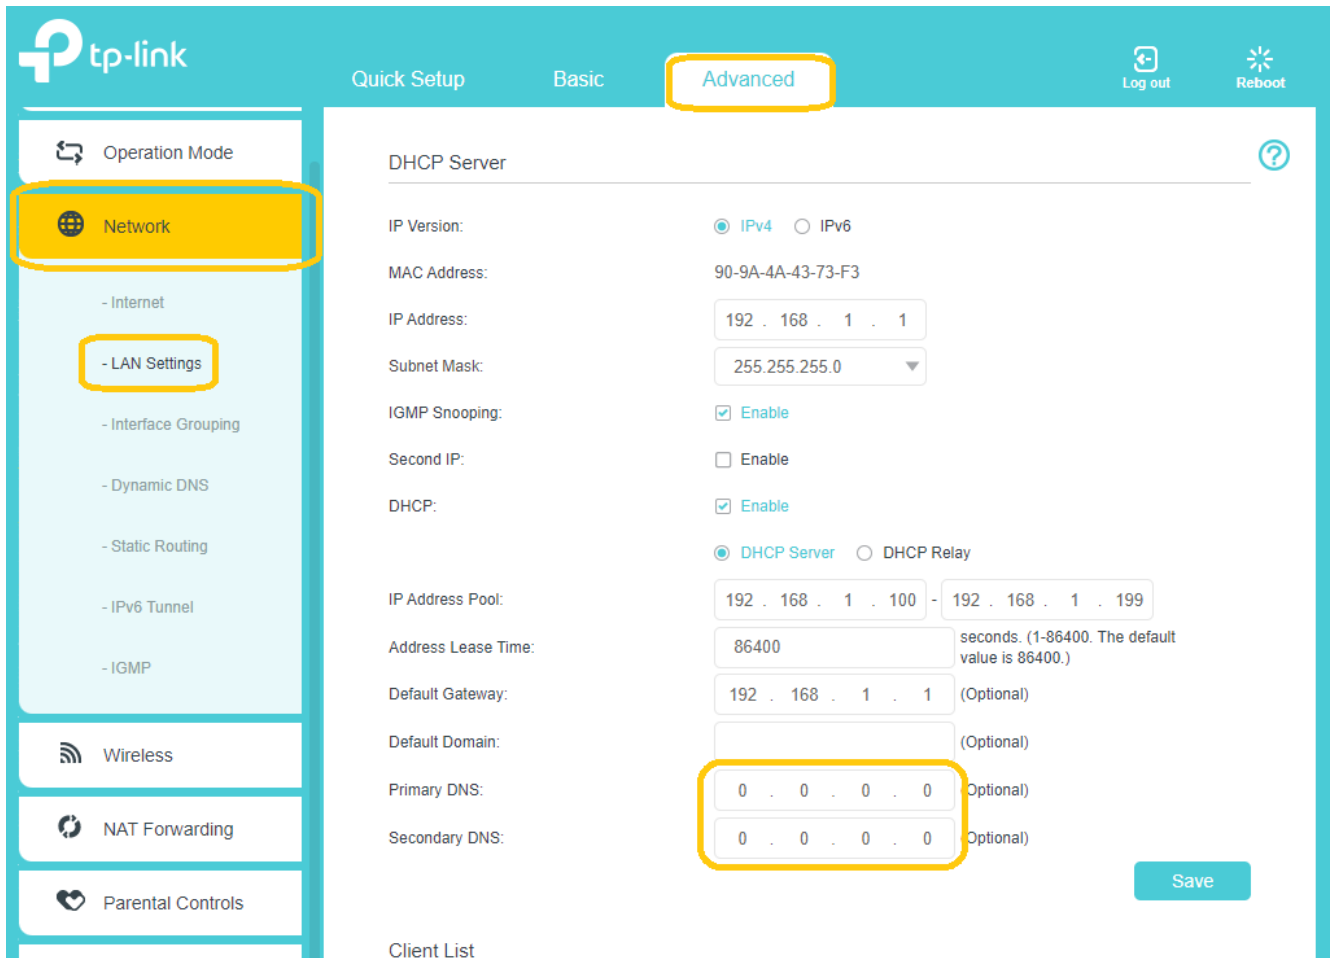 tp-link
Quick Setup Basic Advanced Log out Reboot
Operation Mode
Network
- Internet
- LAN Settings
- Interface Grouping
- Dynamic DNS
- Static Routing
- IPv6 Tunnel
- IGMP
Wireless
NAT Forwarding
Parental Controls
DHCP Server
?
IP Version: IPv4 IPv6
MAC Address: 90-9A-4A-43-73-F3
IP Address: 192 . 168 . 1 . 1
Subnet Mask: 255.255.255.0
IGMP Snooping: Enable
Second IP: Enable
DHCP: Enable
DHCP Server DHCP Relay
IP Address Pool: 192 . 168 . 1 . 100 - 192 . 168 . 1 . 199
Address Lease Time: 86400 seconds. (1-86400. The default
value is 86400.)
Default Gateway: 192 . 168 . 1 . 1 (Optional)
Default Domain: (Optional)
Primary DNS: 0 . 0 . 0 . 0 (Optional)
Secondary DNS: 0 . 0 . 0 . 0 (Optional)
Save
Client List